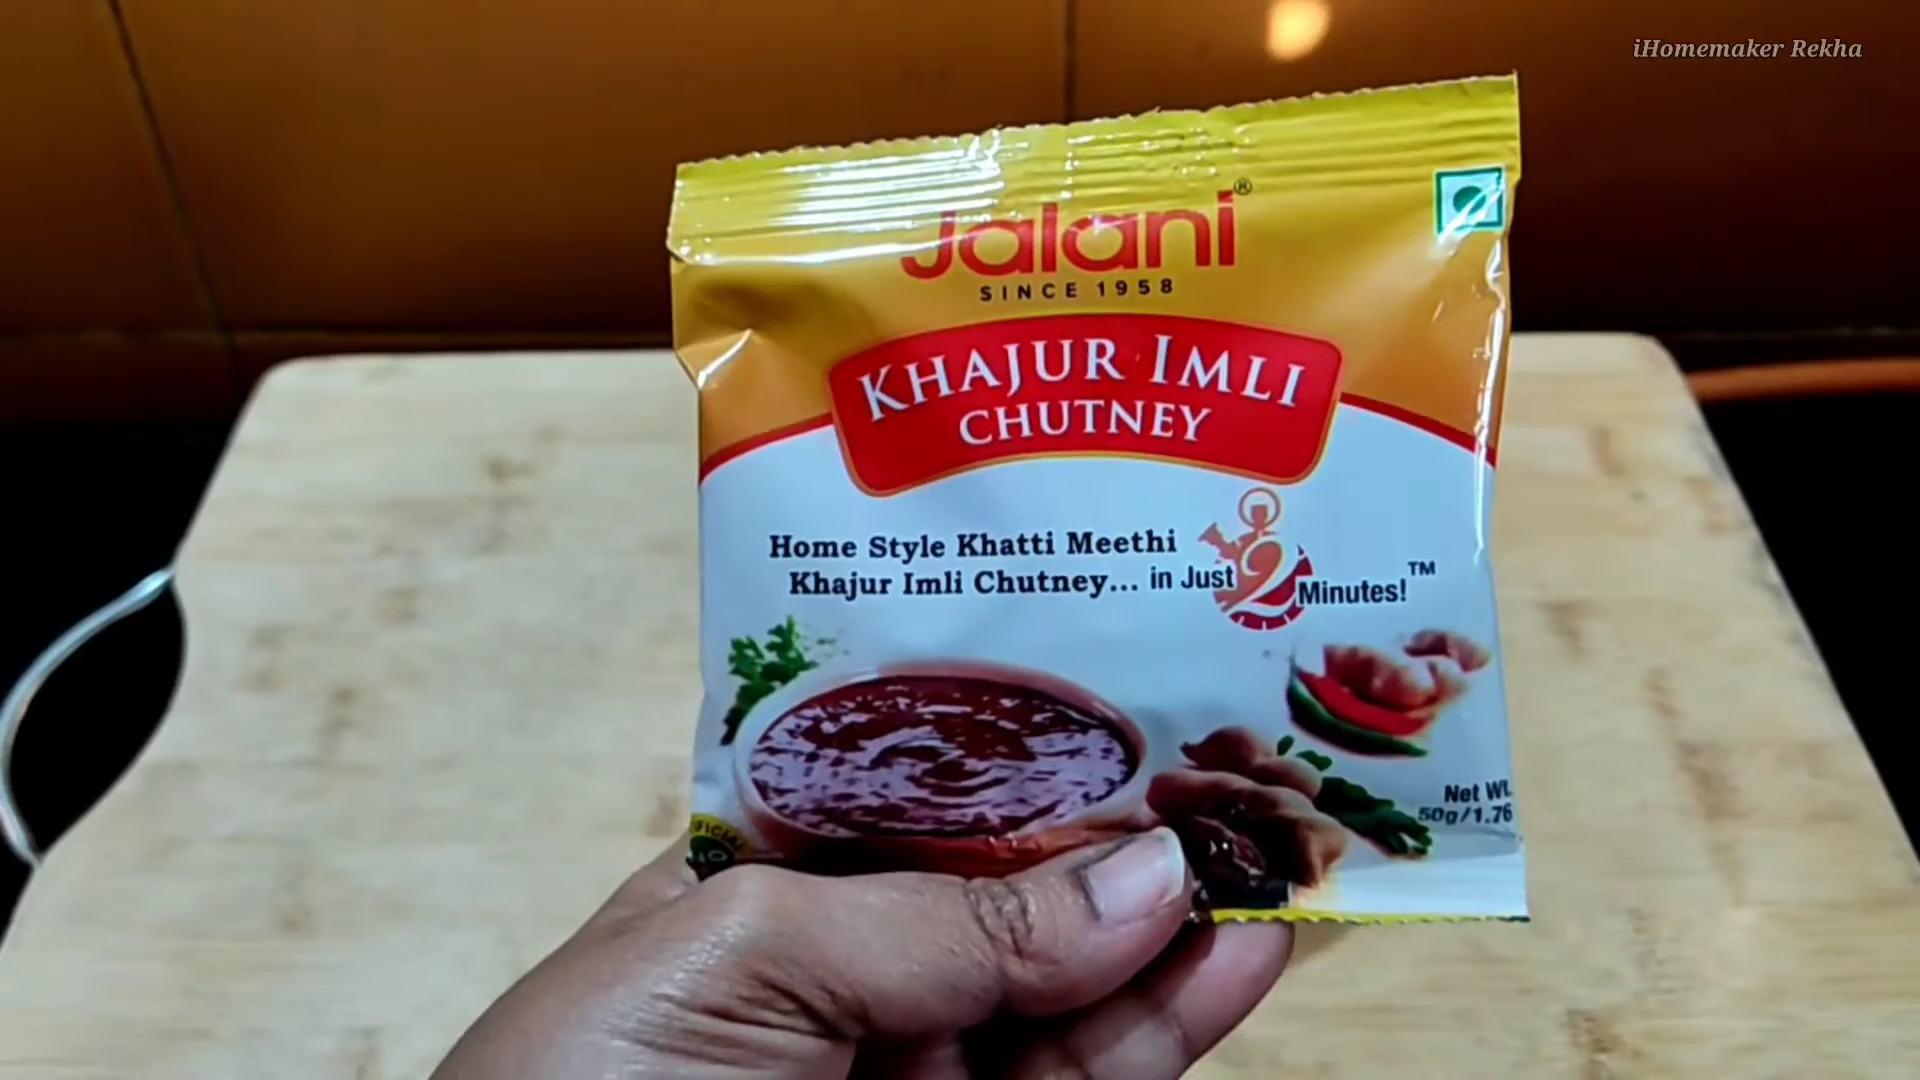 iHomemaker Rekha
Jalani®
SINCE 1958
KHAJUR IMLI
CHUTNEY
Home Style Khatti Meethi
Khajur Imli Chutney... in Just 2 Minutes!™
Net Wt.
50g/1.76